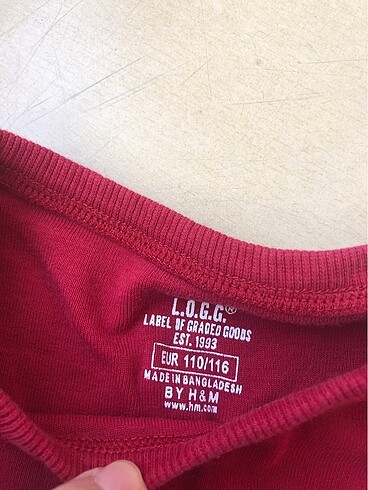 L.O.G.G.®
LABEL OF GRADED GOODS
EST. 1993
EUR 110/116
MADE IN BANGLADESH
BY H&M
www.hm.com